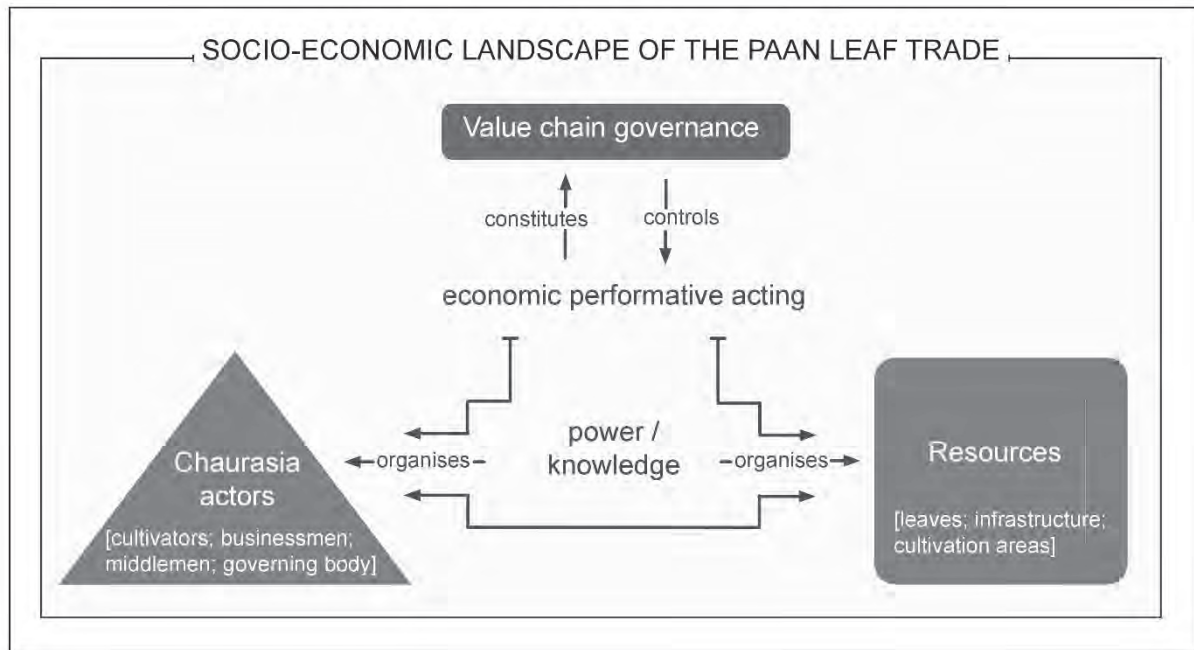 SOCIO-ECONOMIC LANDSCAPE OF THE PAAN LEAF TRADE
Value chain governance
constitutes
controls
economic performative acting
power /
knowledge
organises
organises
Chaurasia
actors
[cultivators; businessmen;
middlemen; governing body]
Resources
[leaves; infrastructure;
cultivation areas]